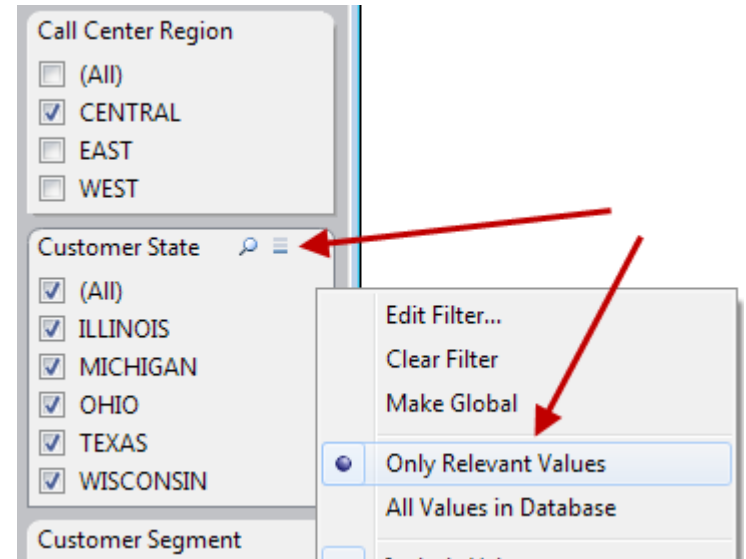 Call Center Region
(All)
CENTRAL
EAST
WEST
Customer State
(All)
ILLINOIS
MICHIGAN
OHIO
TEXAS
WISCONSIN
Customer Segment
Edit Filter...
Clear Filter
Make Global
Only Relevant Values
All Values in Database